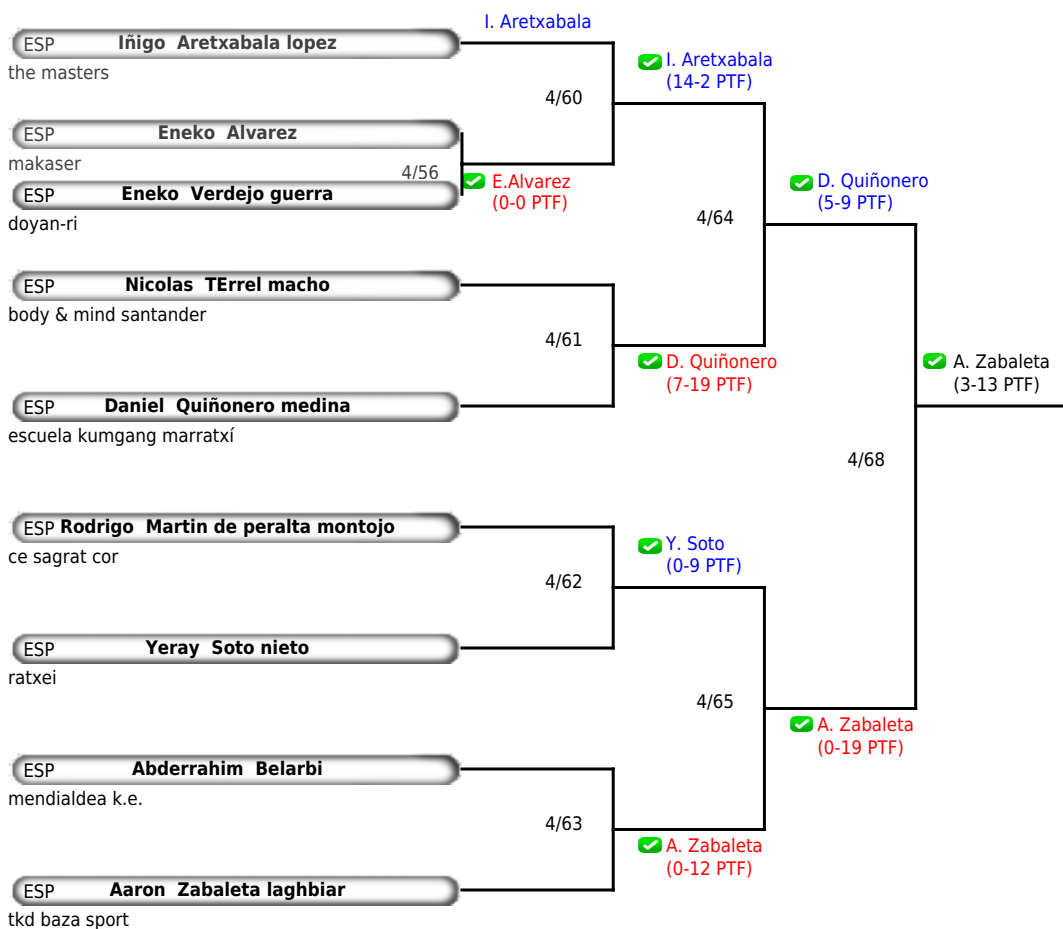 I. Aretxabala
ESP Iñigo Aretxabala lopez
the masters
I. Aretxabala
(14-2 PTF)
4/60
ESP Eneko Alvarez
makaser
4/56
E.Alvarez
(0-0 PTF)
ESP Eneko Verdejo guerra
doyan-ri
D. Quiñonero
(5-9 PTF)
4/64
ESP Nicolas TErrel macho
body & mind santander
4/61
D. Quiñonero
(7-19 PTF)
A. Zabaleta
(3-13 PTF)
ESP Daniel Quiñonero medina
escuela kumgang marratxí
4/68
ESP Rodrigo Martin de peralta montojo
ce sagrat cor
Y. Soto
(0-9 PTF)
4/62
ESP Yeray Soto nieto
ratxei
4/65
A. Zabaleta
(0-19 PTF)
ESP Abderrahim Belarbi
mendialdea k.e.
4/63
A. Zabaleta
(0-12 PTF)
ESP Aaron Zabaleta laghbiar
tkd baza sport